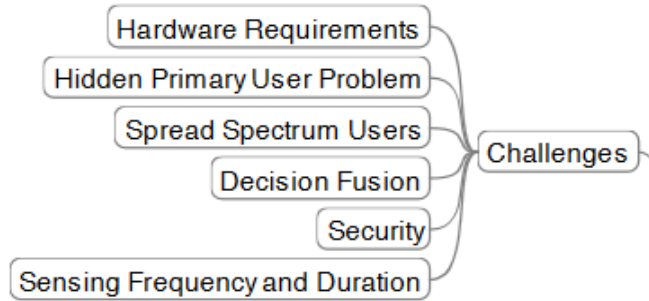 Hardware Requirements
Hidden Primary User Problem
Spread Spectrum Users
Challenges
Decision Fusion
Security
Sensing Frequency and Duration